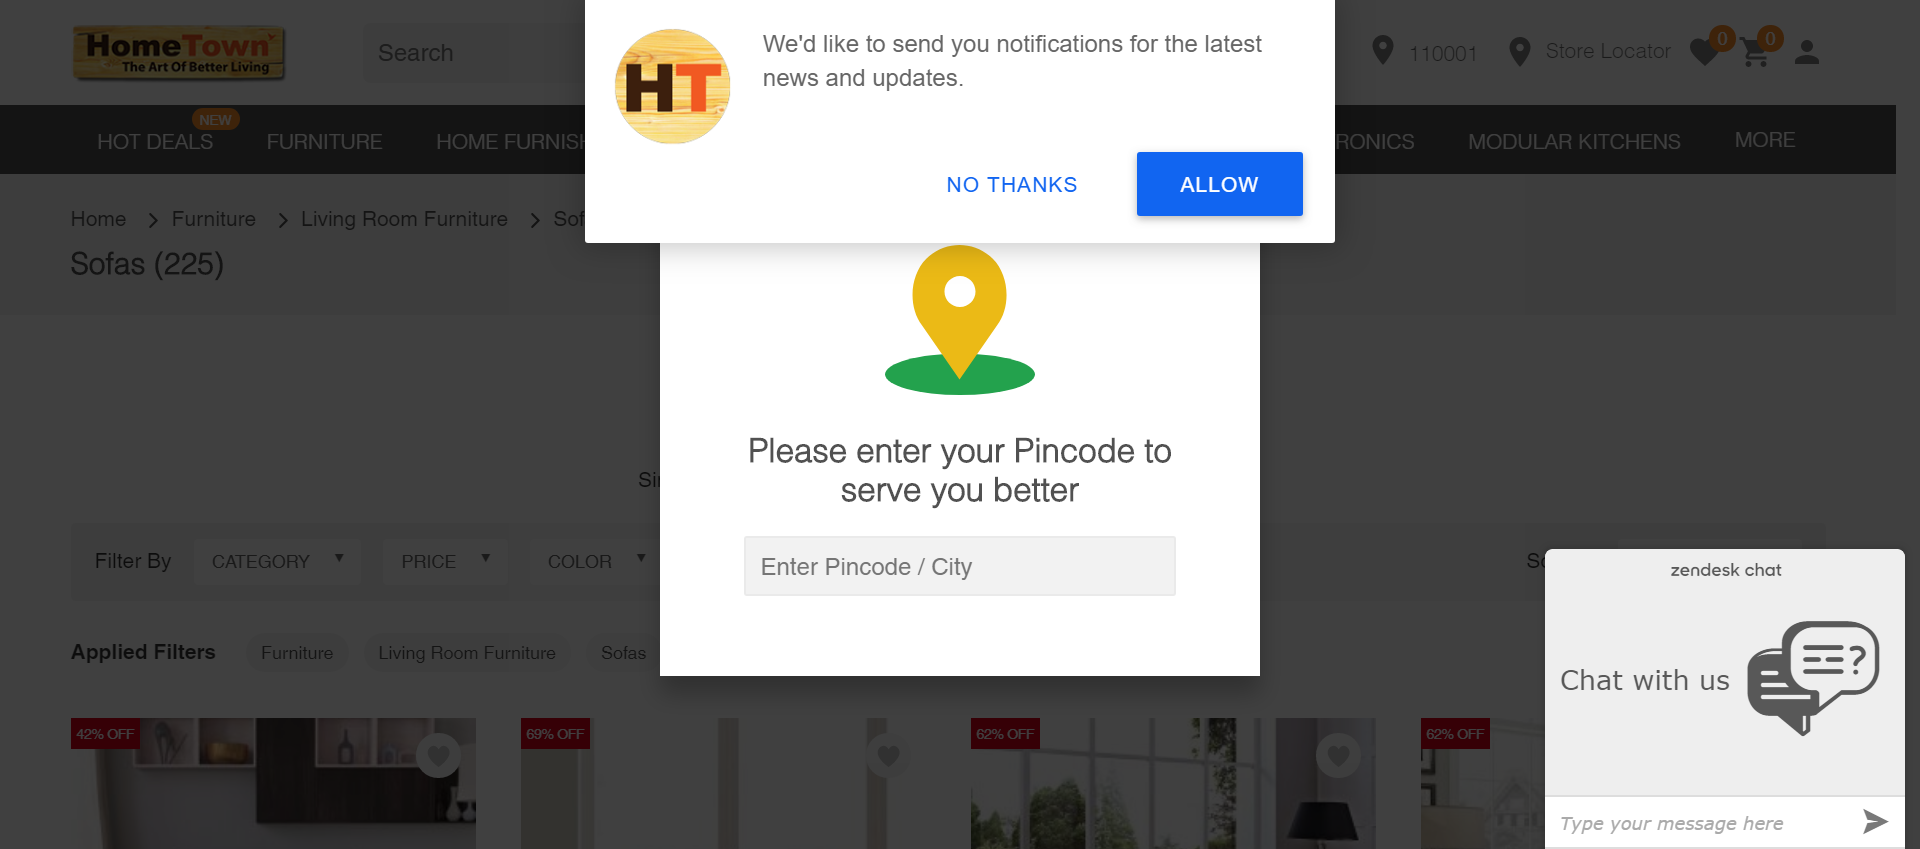 HomeTown
The Art Of Better Living
Search
We'd like to send you notifications for the latest
news and updates.
HT
NO THANKS
ALLOW
110001
Store Locator
0
0
HOT DEALS
NEW
FURNITURE
HOME FURNISH
RONICS
MODULAR KITCHENS
MORE
Home
Furniture
Living Room Furniture
Sof
Sofas (225)
Please enter your Pincode to
serve you better
Enter Pincode / City
Filter By
CATEGORY
PRICE
COLOR
Applied Filters
Furniture
Living Room Furniture
Sofas
42% OFF
69% OFF
62% OFF
62% OFF
zendesk chat
Chat with us
Type your message here